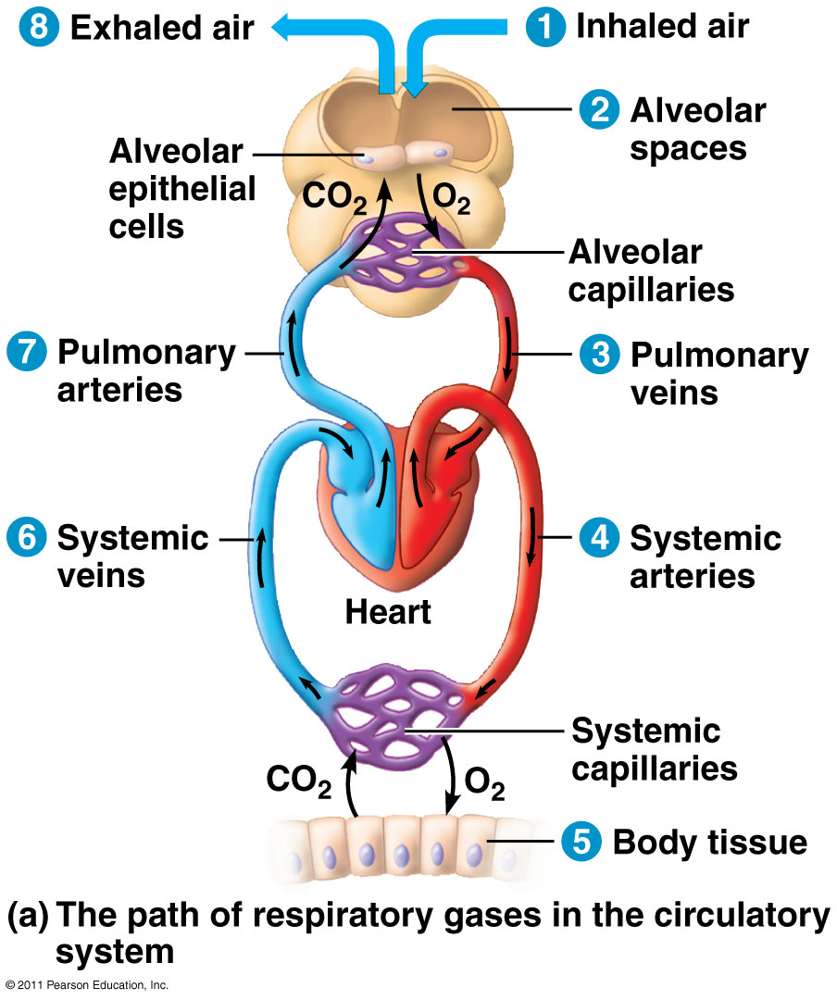 8 Exhaled air
1 Inhaled air
2 Alveolar
spaces
Alveolar
epithelial
cells
CO2
O2
Alveolar
capillaries
7 Pulmonary
arteries
3 Pulmonary
veins
6 Systemic
veins
4 Systemic
arteries
Heart
Systemic
capillaries
CO2
O2
5 Body tissue
(a) The path of respiratory gases in the circulatory
system
© 2011 Pearson Education, Inc.